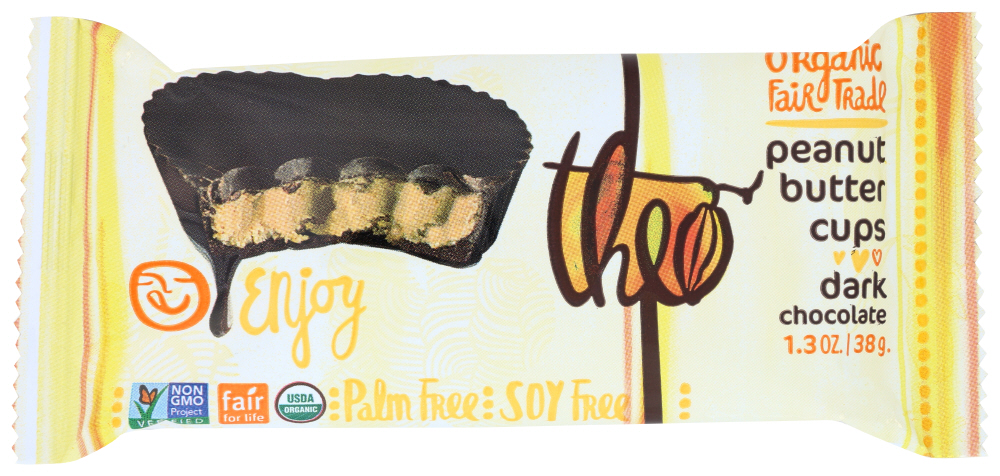 Organic
Fair Trade
theo
peanut
butter
cups
dark
chocolate
1.3 OZ. | 38 g.
Enjoy
NON
GMO
Project
VERIFIED
fair
for life
USDA
ORGANIC
Palm Free SOY Free